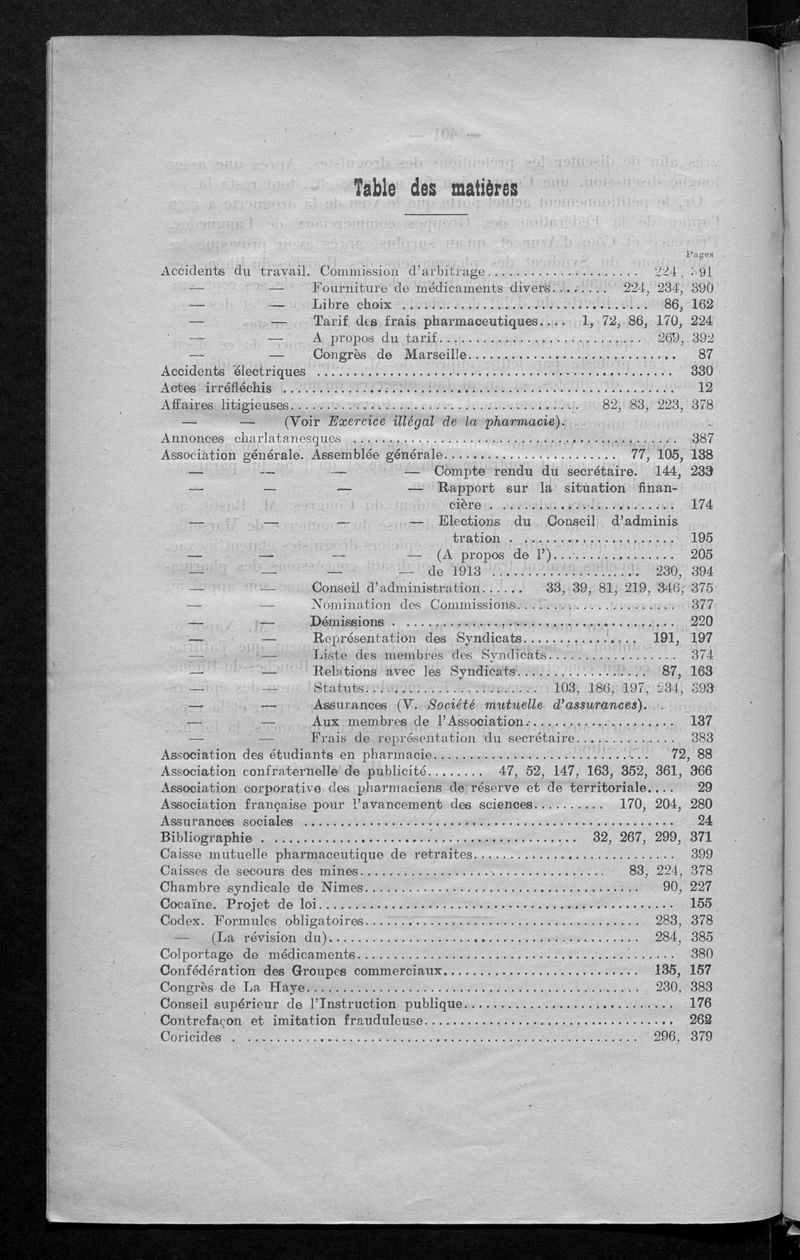 Table des matières
Pages
Accidents du travail. Commission d'arbitrage..................... 224, 391
— — Fourniture de médicaments divers........ 224, 234, 390
— — Libre choix .................................. 86, 162
— — Tarif des frais pharmaceutiques.... 1, 72, 86, 170, 224
— — A propos du tarif............................ 269, 392
— — Congrès de Marseille............................. 87
Accidents électriques ................................................. 330
Actes irréfléchis ...................................................... 12
Affaires litigieuses........................................ 82, 83, 223, 378
— — (Voir Exercice illégal de la pharmacie).
Annonces charlatanesques ............................................. 387
Association générale. Assemblée générale........................ 77, 105, 138
— — — — Compte rendu du secrétaire. 144, 233
— — — — Rapport sur la situation finan-
cière .......................... 174
— — — — Elections du Conseil d'adminis
tration ....................... 195
— — — — (A propos de l')................. 205
— — — — de 1913 ..................... 230, 394
— — Conseil d'administration...... 33, 39, 81, 219, 346, 375
— — Nomination des Commissions...................... 377
— — Démissions ...................................... 220
— — Représentation des Syndicats................ 191, 197
— — Liste des membres des Syndicats.................. 374
— — Relations avec les Syndicats.................. 87, 163
— — Statuts........................ 103, 186, 197, 234, 393
— — Assurances (V. Société mutuelle d'assurances).
— — Aux membres de l'Association..................... 137
— — Frais de représentation du secrétaire.............. 383
Association des étudiants en pharmacie.............................. 72, 88
Association confraternelle de publicité........ 47, 52, 147, 163, 352, 361, 366
Association corporative des pharmaciens de réserve et de territoriale.... 29
Association française pour l'avancement des sciences.......... 170, 204, 280
Assurances sociales ................................................... 24
Bibliographie ............................................ 32, 267, 299, 371
Caisse mutuelle pharmaceutique de retraites............................ 399
Caisses de secours des mines.................................. 83, 224, 378
Chambre syndicale de Nimes...................................... 90, 227
Cocaïne. Projet de loi................................................. 155
Codex. Formules obligatoires...................................... 283, 378
— (La révision du)........................................... 284, 385
Colportage de médicaments............................................ 380
Confédération des Groupes commerciaux........................... 135, 157
Congrès de La Haye.............................................. 230, 383
Conseil supérieur de l'Instruction publique............................. 176
Contrefaçon et imitation frauduleuse.................................. 262
Coricides ...................................................... 296, 379